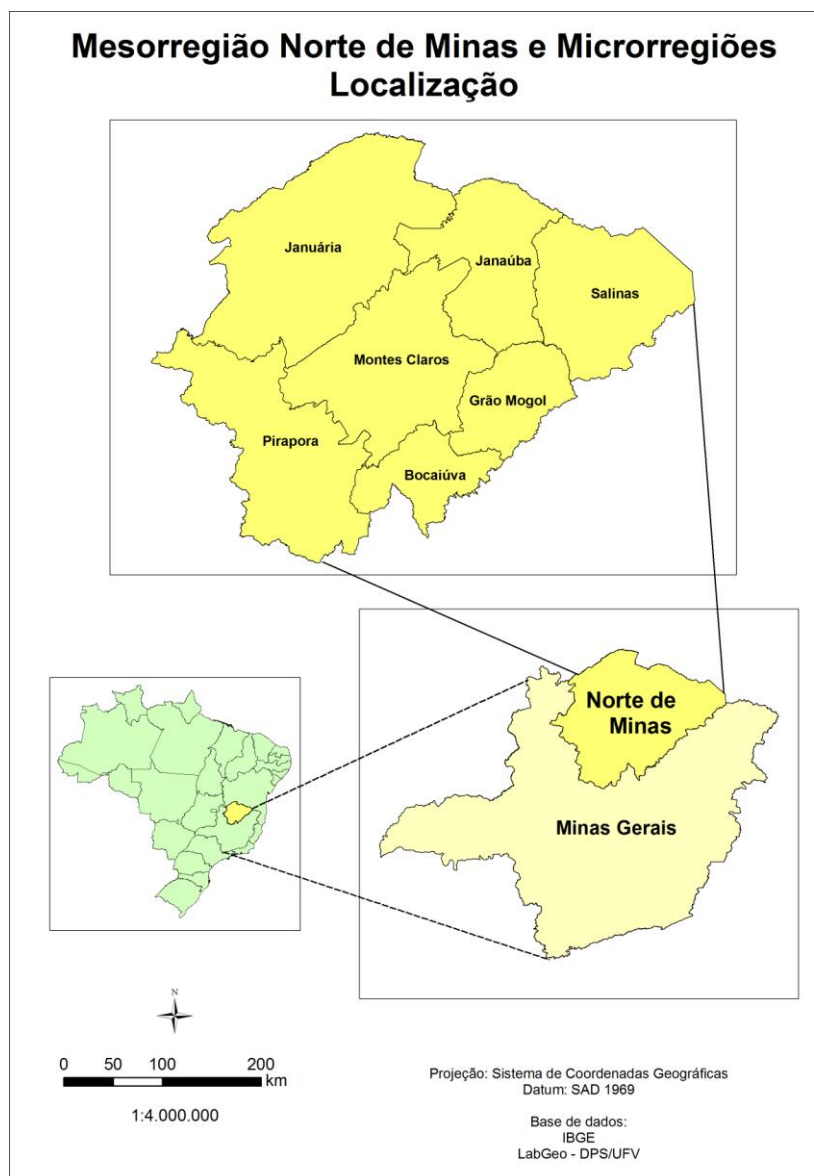 Mesorregião Norte de Minas e Microrregiões
Localização
Januária
Janaúba
Salinas
Montes Claros
Grão Mogol
Pirapora
Bocaiúva
Norte de
Minas
Minas Gerais
N
0 50 100 200
km
1:4.000.000
Projeção: Sistema de Coordenadas Geográficas
Datum: SAD 1969
Base de dados:
IBGE
LabGeo - DPS/UFV